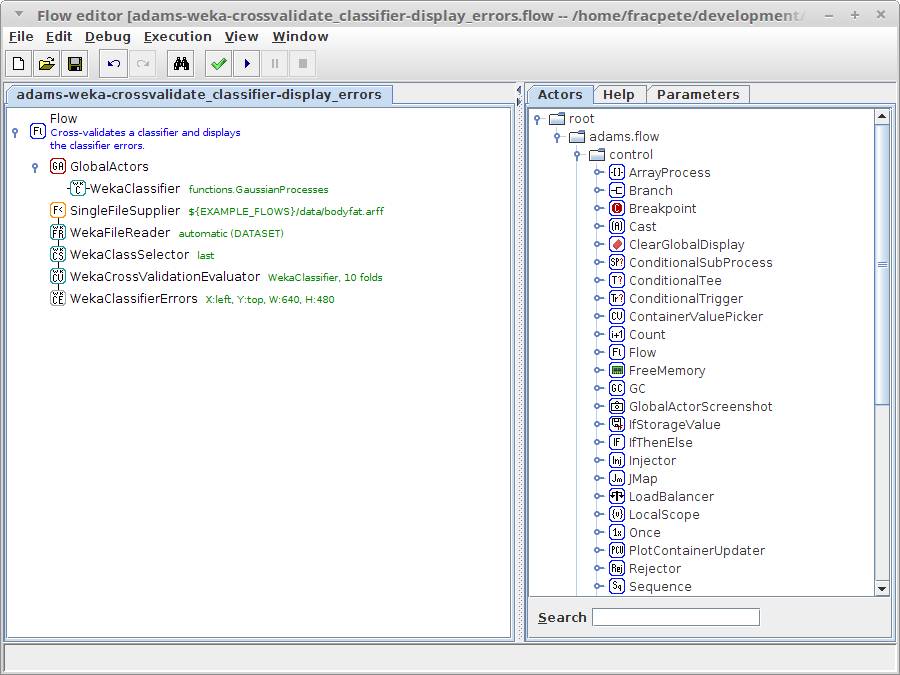 Flow editor [adams-weka-crossvalidate_classifier-display_errors.flow -- /home/fracpete/development/
File Edit Debug Execution View Window
adams-weka-crossvalidate_classifier-display_errors
Flow
Cross-validates a classifier and displays
the classifier errors.
GlobalActors
WekaClassifier functions.GaussianProcesses
SingleFileSupplier ${EXAMPLE_FLOWS}/data/bodyfat.arff
WekaFileReader automatic (DATASET)
WekaClassSelector last
WekaCrossValidationEvaluator WekaClassifier, 10 folds
WekaClassifierErrors X:left, Y:top, W:640, H:480
Actors Help Parameters
root
adams.flow
control
ArrayProcess
Branch
Breakpoint
Cast
ClearGlobalDisplay
ConditionalSubProcess
ConditionalTee
ConditionalTrigger
ContainerValuePicker
Count
Flow
FreeMemory
GC
GlobalActorScreenshot
IfStorageValue
IfThenElse
Injector
JMap
LoadBalancer
LocalScope
Once
PlotContainerUpdater
Rejector
Sequence
Search